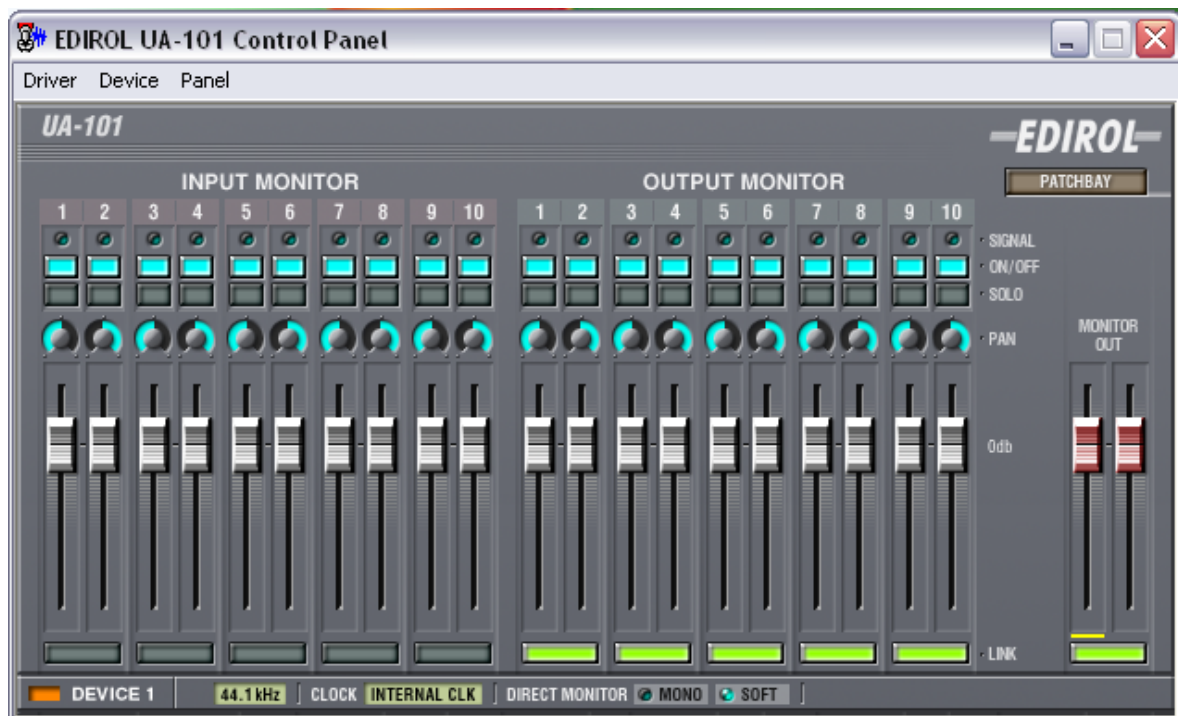 EDIROL UA-101 Control Panel
Driver Device Panel
UA-101
EDIROL
INPUT MONITOR
OUTPUT MONITOR
PATCHBAY
1 2 3 4 5 6 7 8 9 10
1 2 3 4 5 6 7 8 9 10
SIGNAL
ON/OFF
SOLO
PAN
MONITOR
OUT
0db
LINK
DEVICE 1 44.1 kHz CLOCK INTERNAL CLK DIRECT MONITOR MONO SOFT